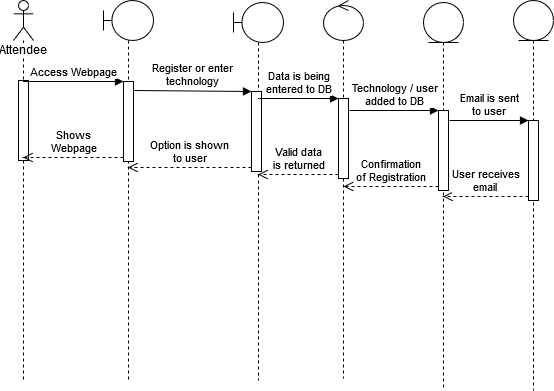 Attendee
Access Webpage
Register or enter
technology
Data is being
entered to DB
Technology / user
added to DB
Email is sent
to user
Shows
Webpage
Option is shown
to user
Valid data
is returned
Confirmation
of Registration
User receives
email